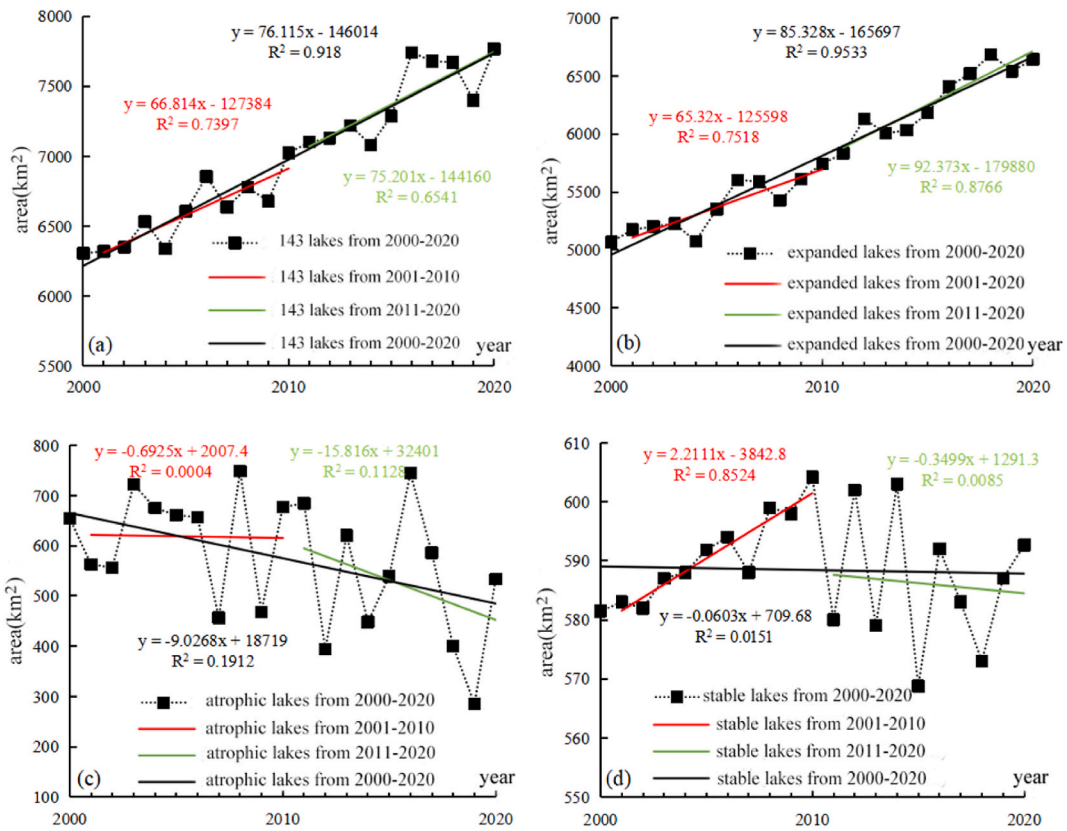 8000
7500
7000
6500
6000
5500
area(km²)
y = 76.115x - 146014
R² = 0.918
y = 66.814x - 127384
R² = 0.7397
y = 75.201x - 144160
R² = 0.6541
143 lakes from 2000-2020
143 lakes from 2001-2010
143 lakes from 2011-2020
143 lakes from 2000-2020
(a)
year
2000
2010
2020
7000
6500
6000
5500
5000
4500
4000
area(km²)
y = 85.328x - 165697
R² = 0.9533
y = 65.32x - 125598
R² = 0.7518
y = 92.373x - 179880
R² = 0.8766
expanded lakes from 2000-2020
expanded lakes from 2001-2020
expanded lakes from 2011-2020
expanded lakes from 2000-2020
(b)
year
2000
2010
2020
800
700
600
500
400
300
200
100
area(km²)
y = -0.6925x + 2007.4
R² = 0.0004
y = -15.816x + 32401
R² = 0.1128
y = -9.0268x + 18719
R² = 0.1912
atrophic lakes from 2000-2020
atrophic lakes from 2001-2010
atrophic lakes from 2011-2020
atrophic lakes from 2000-2020
(c)
year
2000
2010
2020
610
600
590
580
570
560
550
area(km²)
y = 2.2111x - 3842.8
R² = 0.8524
y = -0.3499x + 1291.3
R² = 0.0085
y = -0.0603x + 709.68
R² = 0.0151
stable lakes from 2000-2020
stable lakes from 2001-2010
stable lakes from 2011-2020
stable lakes from 2000-2020
(d)
year
2000
2010
2020